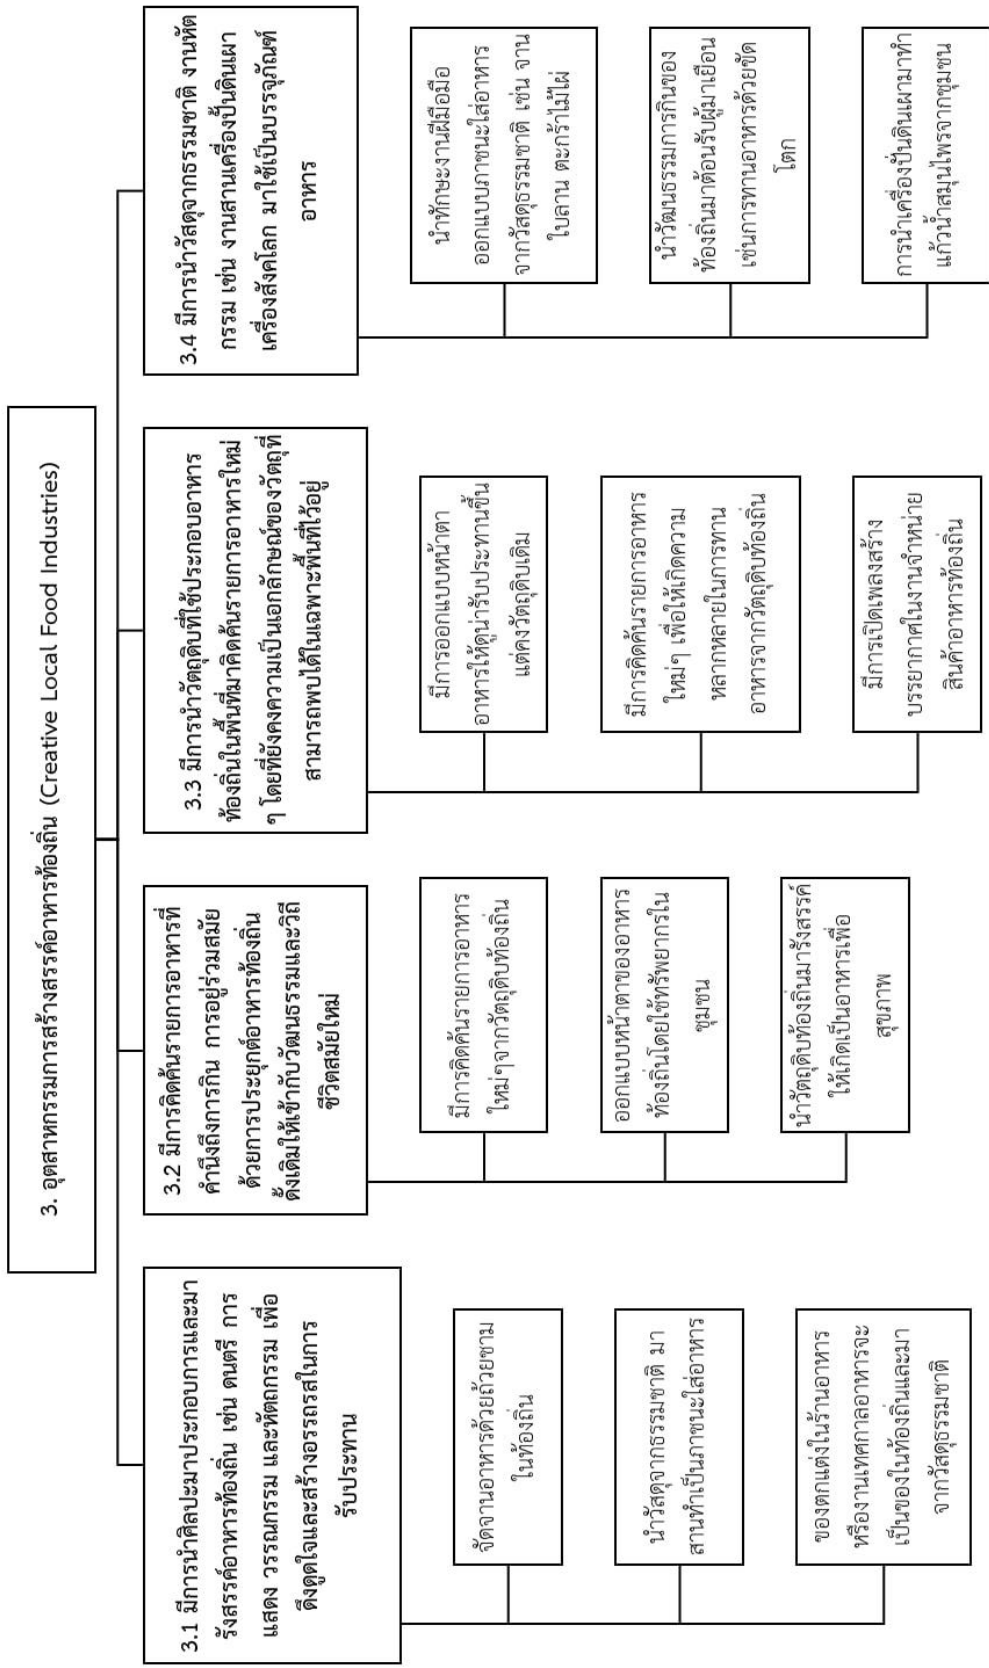 3. อุตสาหกรรมการสร้างสรรค์อาหารท้องถิ่น (Creative Local Food Industries)
3.1 มีการนำศิลปะมาประกอบการและมา
รังสรรค์อาหารท้องถิ่น เช่น ดนตรี การ
แสดง วรรณกรรม และหัตถกรรม เพื่อ
ดึงดูดใจและสร้างอรรถรสในการ
รับประทาน
จัดจานอาหารด้วยถ้วยชาม
ในท้องถิ่น
นำวัสดุจากธรรมชาติ มา
สานทำเป็นภาชนะใส่อาหาร
ของตกแต่งในร้านอาหาร
หรืองานเทศกาลอาหารจะ
เป็นของในท้องถิ่นและมา
จากวัสดุธรรมชาติ
3.2 มีการคิดค้นรายการอาหารที่
คำนึงถึงการกิน การอยู่ร่วมสมัย
ด้วยการประยุกต์อาหารท้องถิ่น
ดั้งเดิมให้เข้ากับวัฒนธรรมและวิถี
ชีวิตสมัยใหม่
มีการคิดค้นรายการอาหาร
ใหม่ๆจากวัตถุดิบท้องถิ่น
ออกแบบหน้าตาของอาหาร
ท้องถิ่นโดยใช้ทรัพยากรใน
ชุมชน
นำวัตถุดิบท้องถิ่นมารังสรรค์
ให้เกิดเป็นอาหารเพื่อ
สุขภาพ
3.3 มีการนำวัตถุดิบที่ใช้ประกอบอาหาร
ท้องถิ่นในพื้นที่มาคิดค้นรายการอาหารใหม่
ๆ โดยที่ยังคงความเป็นเอกลักษณ์ของวัตถุที่
สามารถพบได้ในเฉพาะพื้นที่ไว้อยู่
มีการออกแบบหน้าตา
อาหารให้ดูน่ารับประทานขึ้น
แต่คงวัตถุดิบเดิม
มีการคิดค้นรายการอาหาร
ใหม่ๆ เพื่อให้เกิดความ
หลากหลายในการทาน
อาหารจากวัตถุดิบท้องถิ่น
มีการเปิดเพลงสร้าง
บรรยากาศในงานจำหน่าย
สินค้าอาหารท้องถิ่น
3.4 มีการนำวัสดุจากธรรมชาติ งานหัต
กรรม เช่น งานสานเครื่องปั้นดินเผา
เครื่องสังคโลก มาใช้เป็นบรรจุภัณฑ์
อาหาร
นำทักษะงานฝีมือมือ
ออกแบบภาชนะใส่อาหาร
จากวัสดุธรรมชาติ เช่น จาน
ใบลาน ตะกร้าไม้ไผ่
นำวัฒนธรรมการกินของ
ท้องถิ่นมาต้อนรับผู้มาเยือน
เช่นการทานอาหารด้วยขัด
โตก
การนำเครื่องปั่นดินเผามาทำ
แก้วน้ำสมุนไพรจากชุมชน